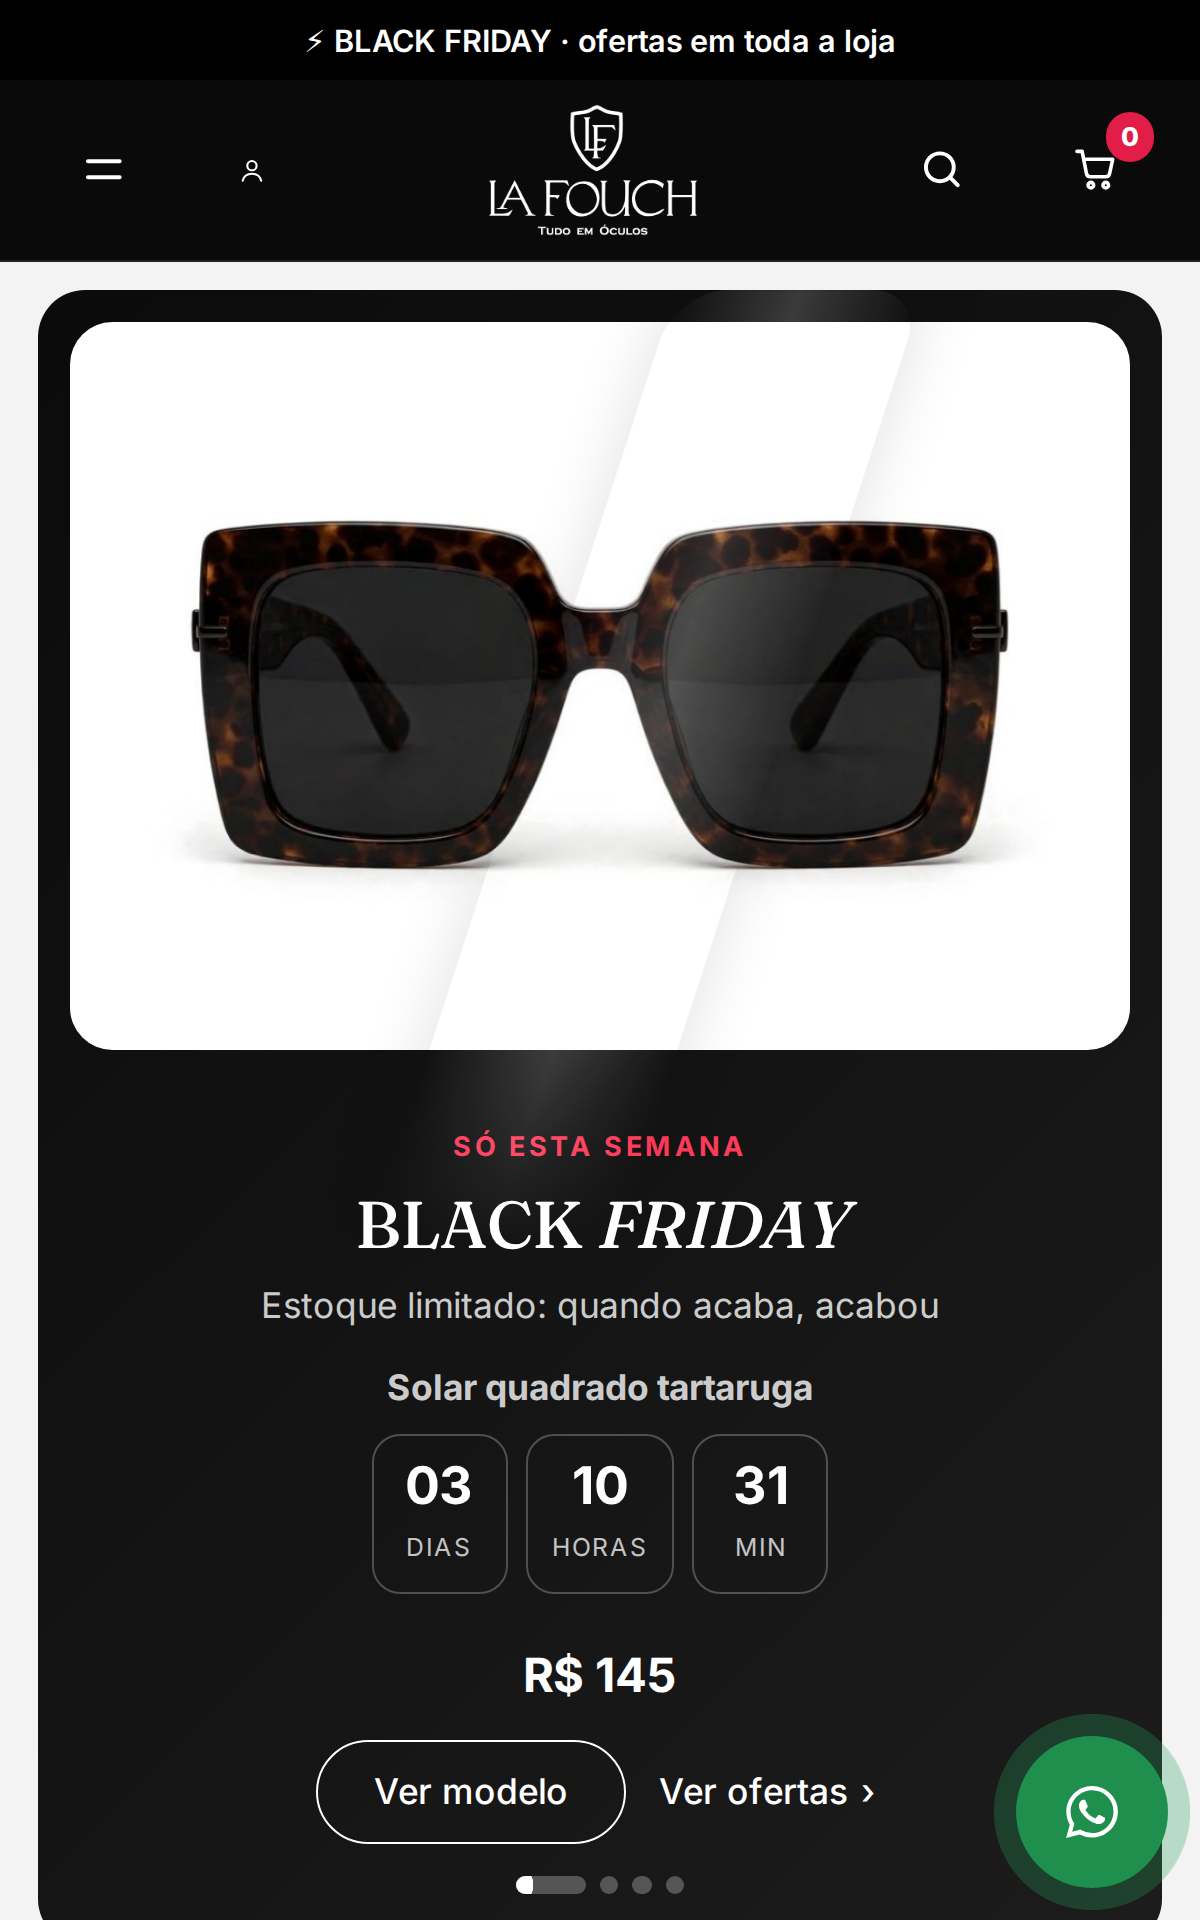 ⚡ BLACK FRIDAY · ofertas em toda a loja
0
LF
LA FOUCH
TUDO EM ÓCULOS
SÓ ESTA SEMANA
BLACK FRIDAY
Estoque limitado: quando acaba, acabou
Solar quadrado tartaruga
03 10 31
DIAS HORAS MIN
R$ 145
Ver modelo Ver ofertas ›